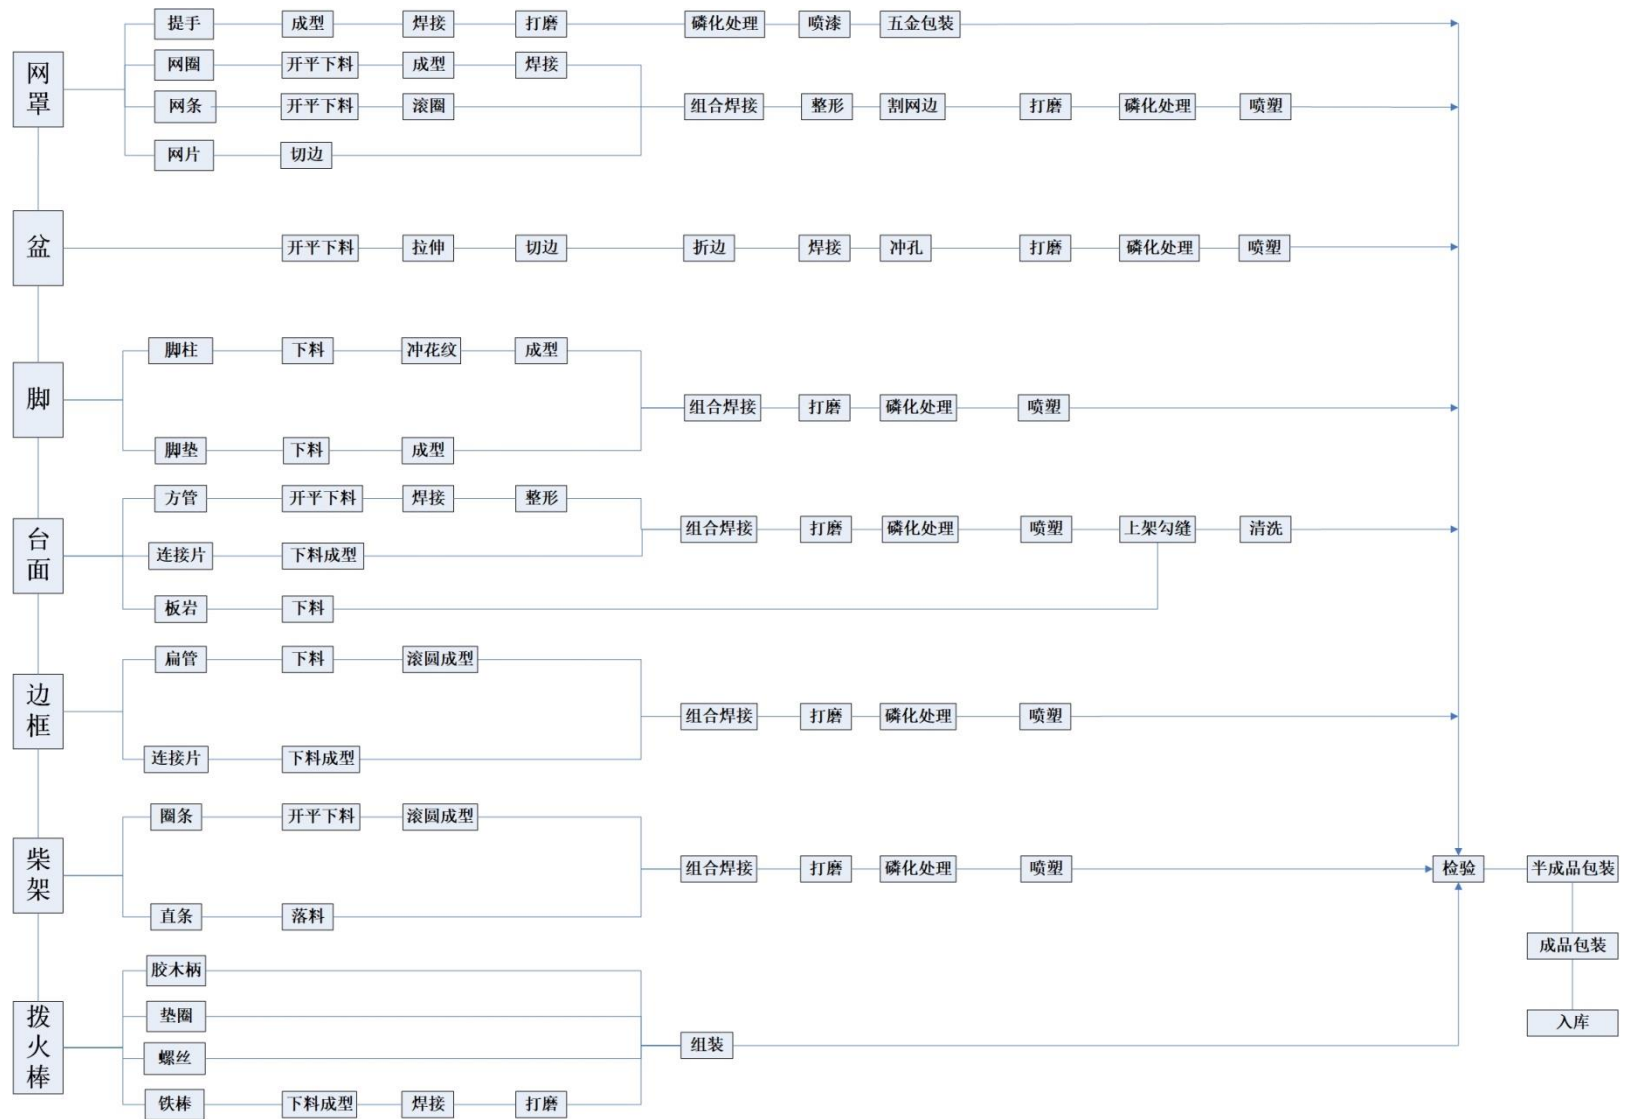 提手 成型 焊接 打磨 磷化处理 喷漆 五金包装
网罩
网圈 开平下料 成型 焊接
网条 开平下料 滚圈 组合焊接 整形 割网边 打磨 磷化处理 喷塑
网片 切边
盆 开平下料 拉伸 切边 折边 焊接 冲孔 打磨 磷化处理 喷塑
脚柱 下料 冲花纹 成型
脚 组合焊接 打磨 磷化处理 喷塑
脚垫 下料 成型
方管 开平下料 焊接 整形
台面 组合焊接 打磨 磷化处理 喷塑 上架勾缝 清洗
连接片 下料成型
板岩 下料
扁管 下料 滚圆成型
边框 组合焊接 打磨 磷化处理 喷塑
连接片 下料成型
圈条 开平下料 滚圆成型
柴架 组合焊接 打磨 磷化处理 喷塑 检验 半成品包装
直条 落料
成品包装
胶木柄
垫圈
入库
拨火棒 组装
螺丝
铁棒 下料成型 焊接 打磨